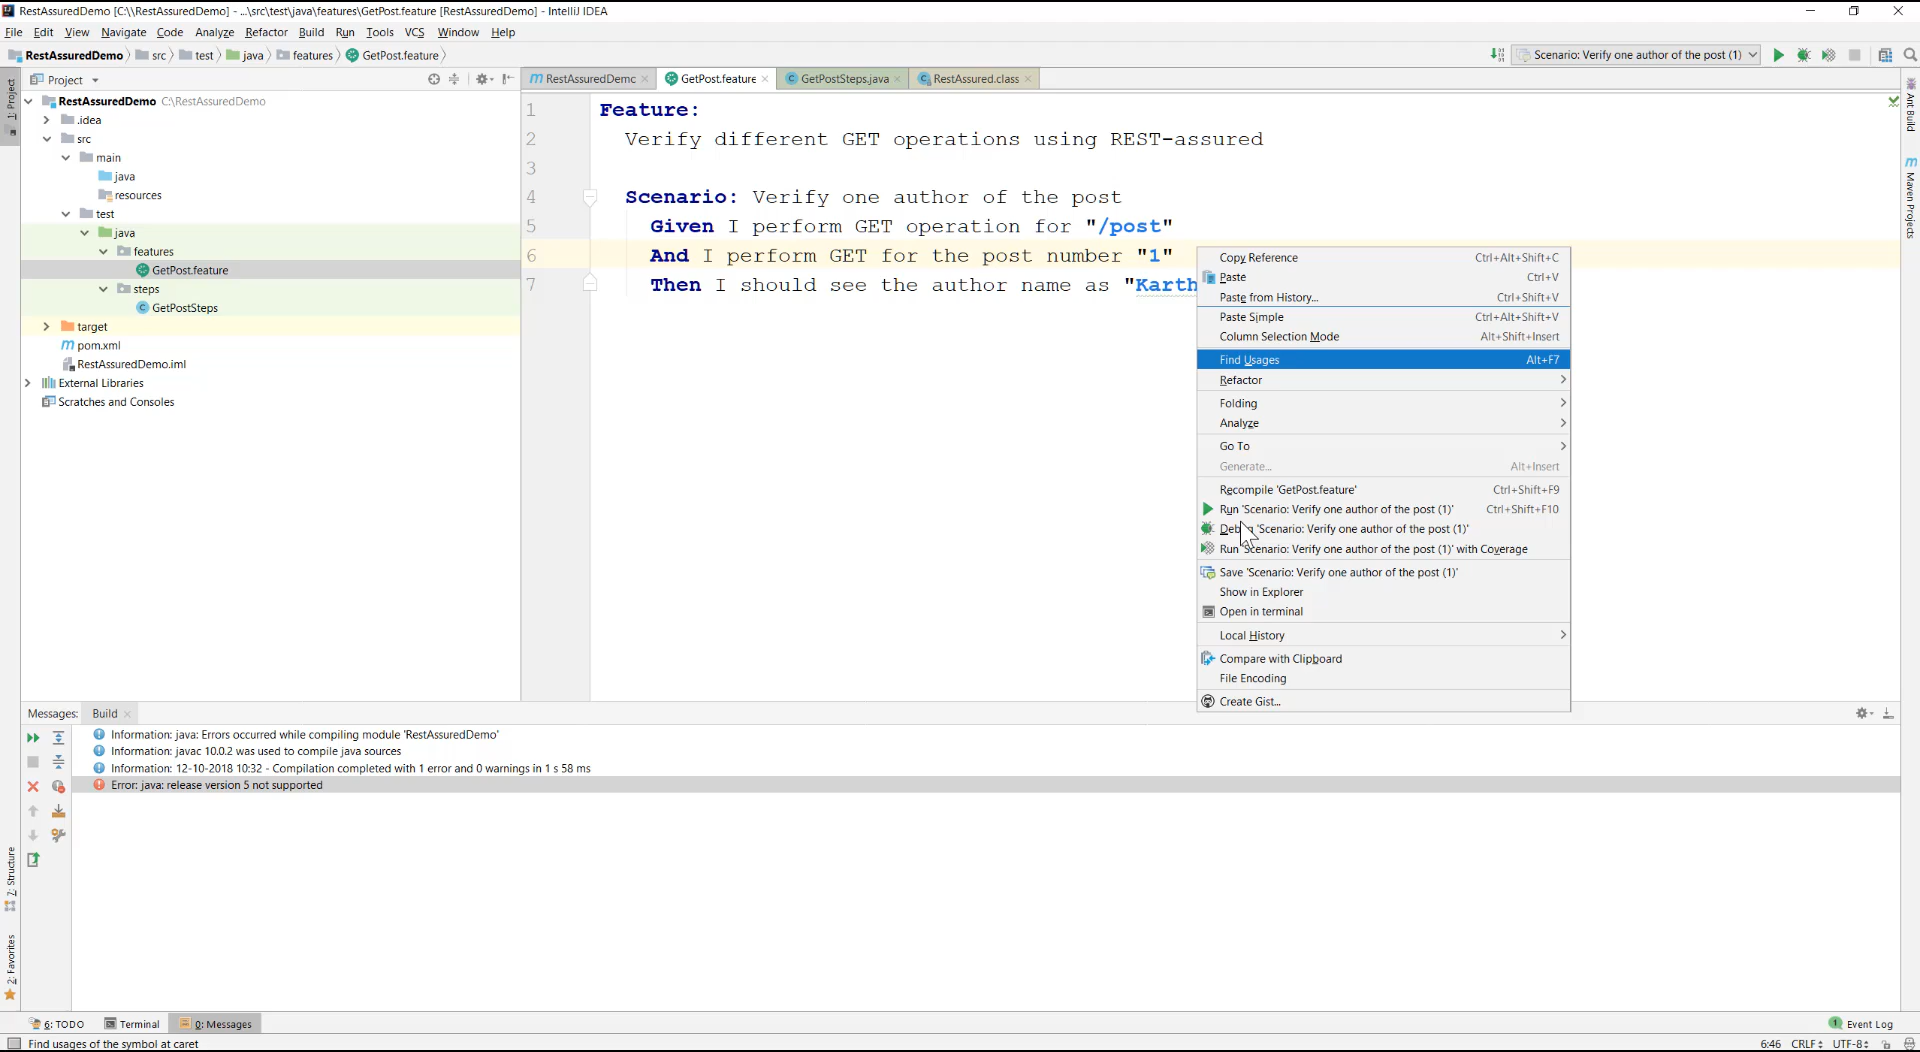 RestAssuredDemo [C:\\RestAssuredDemo] - ...\src\test\java\features\GetPost.feature [RestAssuredDemo] - IntelliJ IDEA
File Edit View Navigate Code Analyze Refactor Build Run Tools VCS Window Help
RestAssuredDemo src test java features GetPost.feature
Scenario: Verify one author of the post (1)
Project
RestAssuredDemc GetPost.feature GetPostSteps.java RestAssured.class
1: Project
Ant Build
Maven Projects
RestAssuredDemo C:\RestAssuredDemo
.idea
src
main
java
resources
test
java
features
GetPost.feature
steps
GetPostSteps
target
pom.xml
RestAssuredDemo.iml
External Libraries
Scratches and Consoles
1 Feature:
2 Verify different GET operations using REST-assured
3
4 Scenario: Verify one author of the post
5 Given I perform GET operation for "/post"
6 And I perform GET for the post number "1"
7 Then I should see the author name as "Karth
Copy Reference Ctrl+Alt+Shift+C
Paste Ctrl+V
Paste from History... Ctrl+Shift+V
Paste Simple Ctrl+Alt+Shift+V
Column Selection Mode Alt+Shift+Insert
Find Usages Alt+F7
Refactor
Folding
Analyze
Go To
Generate... Alt+Insert
Recompile 'GetPost.feature' Ctrl+Shift+F9
Run 'Scenario: Verify one author of the post (1)' Ctrl+Shift+F10
Debug 'Scenario: Verify one author of the post (1)'
Run 'Scenario: Verify one author of the post (1)' with Coverage
Save 'Scenario: Verify one author of the post (1)'
Show in Explorer
Open in terminal
Local History
Compare with Clipboard
File Encoding
Create Gist...
Messages: Build
Information: java: Errors occurred while compiling module 'RestAssuredDemo'
Information: javac 10.0.2 was used to compile java sources
Information: 12-10-2018 10:32 - Compilation completed with 1 error and 0 warnings in 1 s 58 ms
Error: java: release version 5 not supported
7: Structure
2: Favorites
6: TODO Terminal 0: Messages 1 Event Log
Find usages of the symbol at caret 6:46 CRLF UTF-8